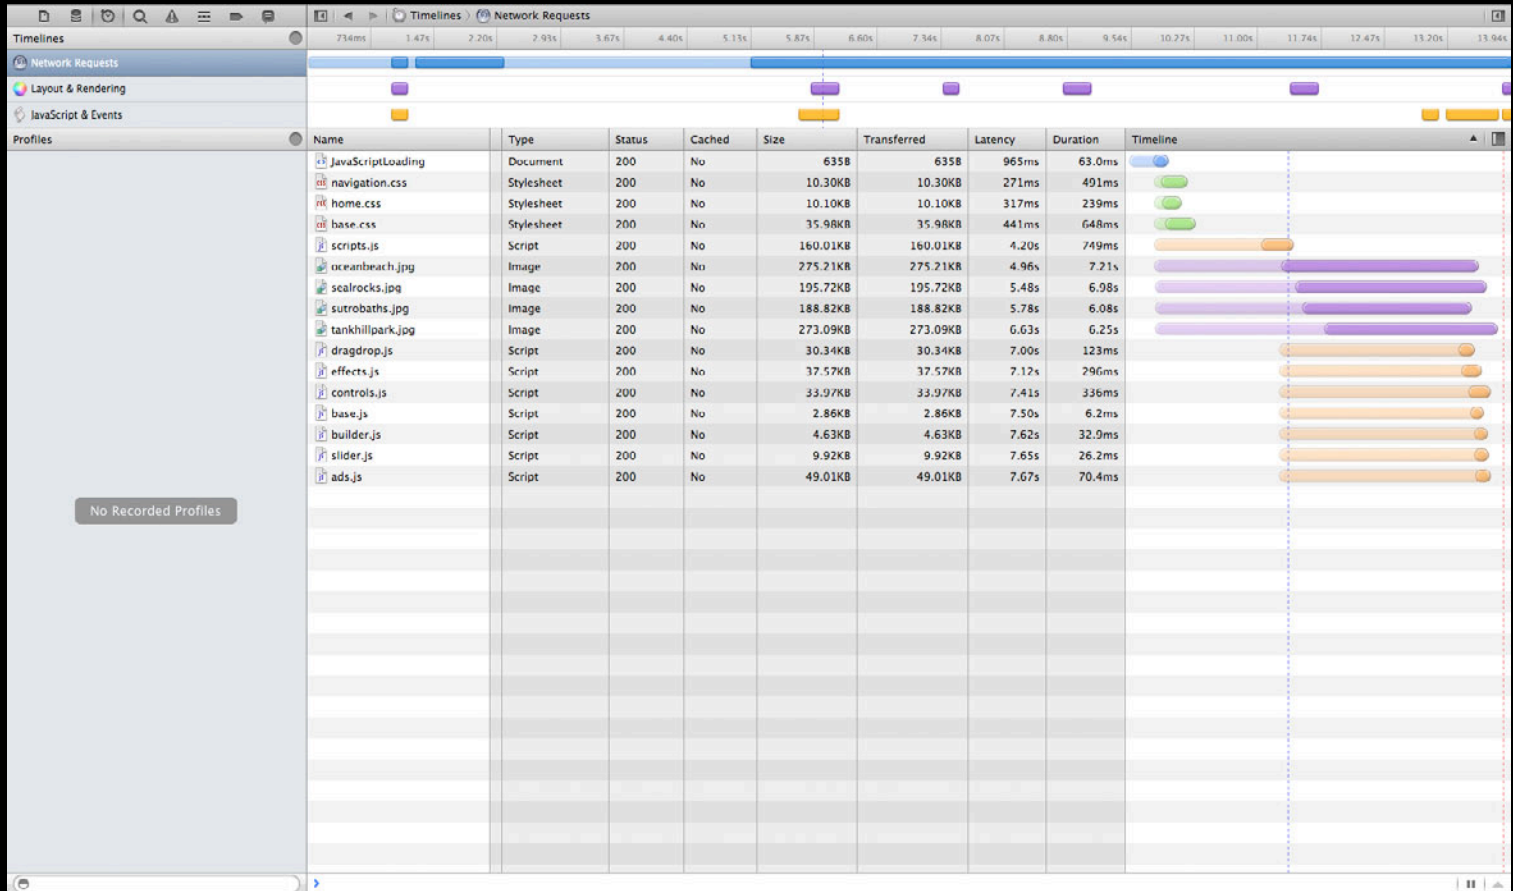 Timelines Network Requests
Timelines 734ms 1.47s 2.20s 2.93s 3.67s 4.40s 5.13s 5.87s 6.60s 7.34s 8.07s 8.80s 9.54s 10.27s 11.00s 11.74s 12.47s 13.20s 13.94s
Network Requests
Layout & Rendering
JavaScript & Events
Profiles Name Type Status Cached Size Transferred Latency Duration Timeline
JavaScriptLoading Document 200 No 635B 635B 965ms 63.0ms
navigation.css Stylesheet 200 No 10.30KB 10.30KB 271ms 491ms
home.css Stylesheet 200 No 10.10KB 10.10KB 317ms 239ms
base.css Stylesheet 200 No 35.98KB 35.98KB 441ms 648ms
scripts.js Script 200 No 160.01KB 160.01KB 4.20s 749ms
oceanbeach.jpg Image 200 No 275.21KB 275.21KB 4.96s 7.21s
sealrocks.jpg Image 200 No 195.72KB 195.72KB 5.48s 6.98s
sutrobaths.jpg Image 200 No 188.82KB 188.82KB 5.78s 6.08s
tankhillpark.jpg Image 200 No 273.09KB 273.09KB 6.63s 6.25s
dragdrop.js Script 200 No 30.34KB 30.34KB 7.00s 123ms
effects.js Script 200 No 37.57KB 37.57KB 7.12s 296ms
controls.js Script 200 No 33.97KB 33.97KB 7.41s 336ms
base.js Script 200 No 2.86KB 2.86KB 7.50s 6.2ms
builder.js Script 200 No 4.63KB 4.63KB 7.62s 32.9ms
slider.js Script 200 No 9.92KB 9.92KB 7.65s 26.2ms
ads.js Script 200 No 49.01KB 49.01KB 7.67s 70.4ms
No Recorded Profiles